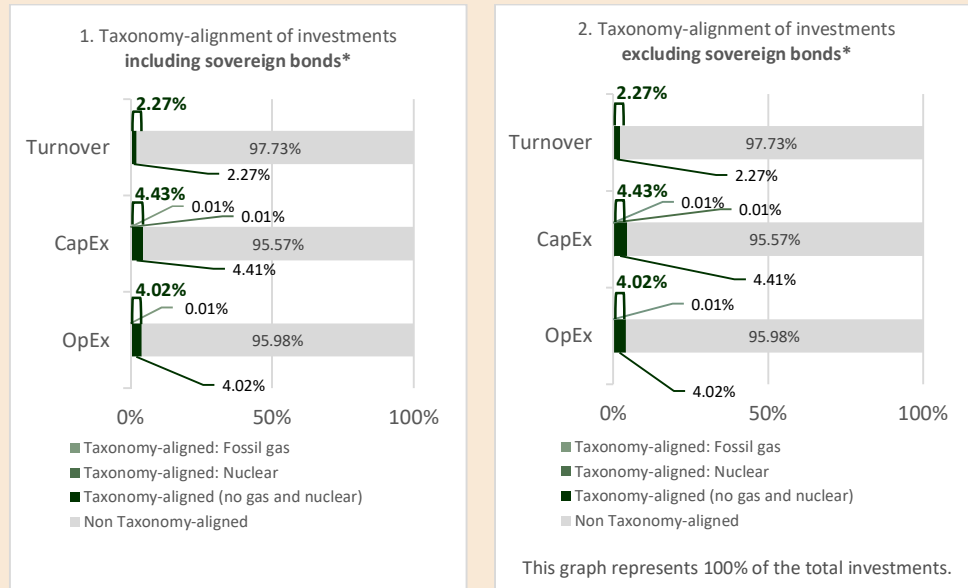 1. Taxonomy-alignment of investments
including sovereign bonds*
2.27%
Turnover
97.73%
2.27%
4.43%
0.01%
0.01%
CapEx
95.57%
4.41%
4.02%
0.01%
OpEx
95.98%
4.02%
0%
50%
100%
Taxonomy-aligned: Fossil gas
Taxonomy-aligned: Nuclear
Taxonomy-aligned (no gas and nuclear)
Non Taxonomy-aligned
2. Taxonomy-alignment of investments
excluding sovereign bonds*
2.27%
Turnover
97.73%
2.27%
4.43%
0.01%
0.01%
CapEx
95.57%
4.41%
4.02%
0.01%
OpEx
95.98%
4.02%
0%
50%
100%
Taxonomy-aligned: Fossil gas
Taxonomy-aligned: Nuclear
Taxonomy-aligned (no gas and nuclear)
Non Taxonomy-aligned
This graph represents 100% of the total investments.